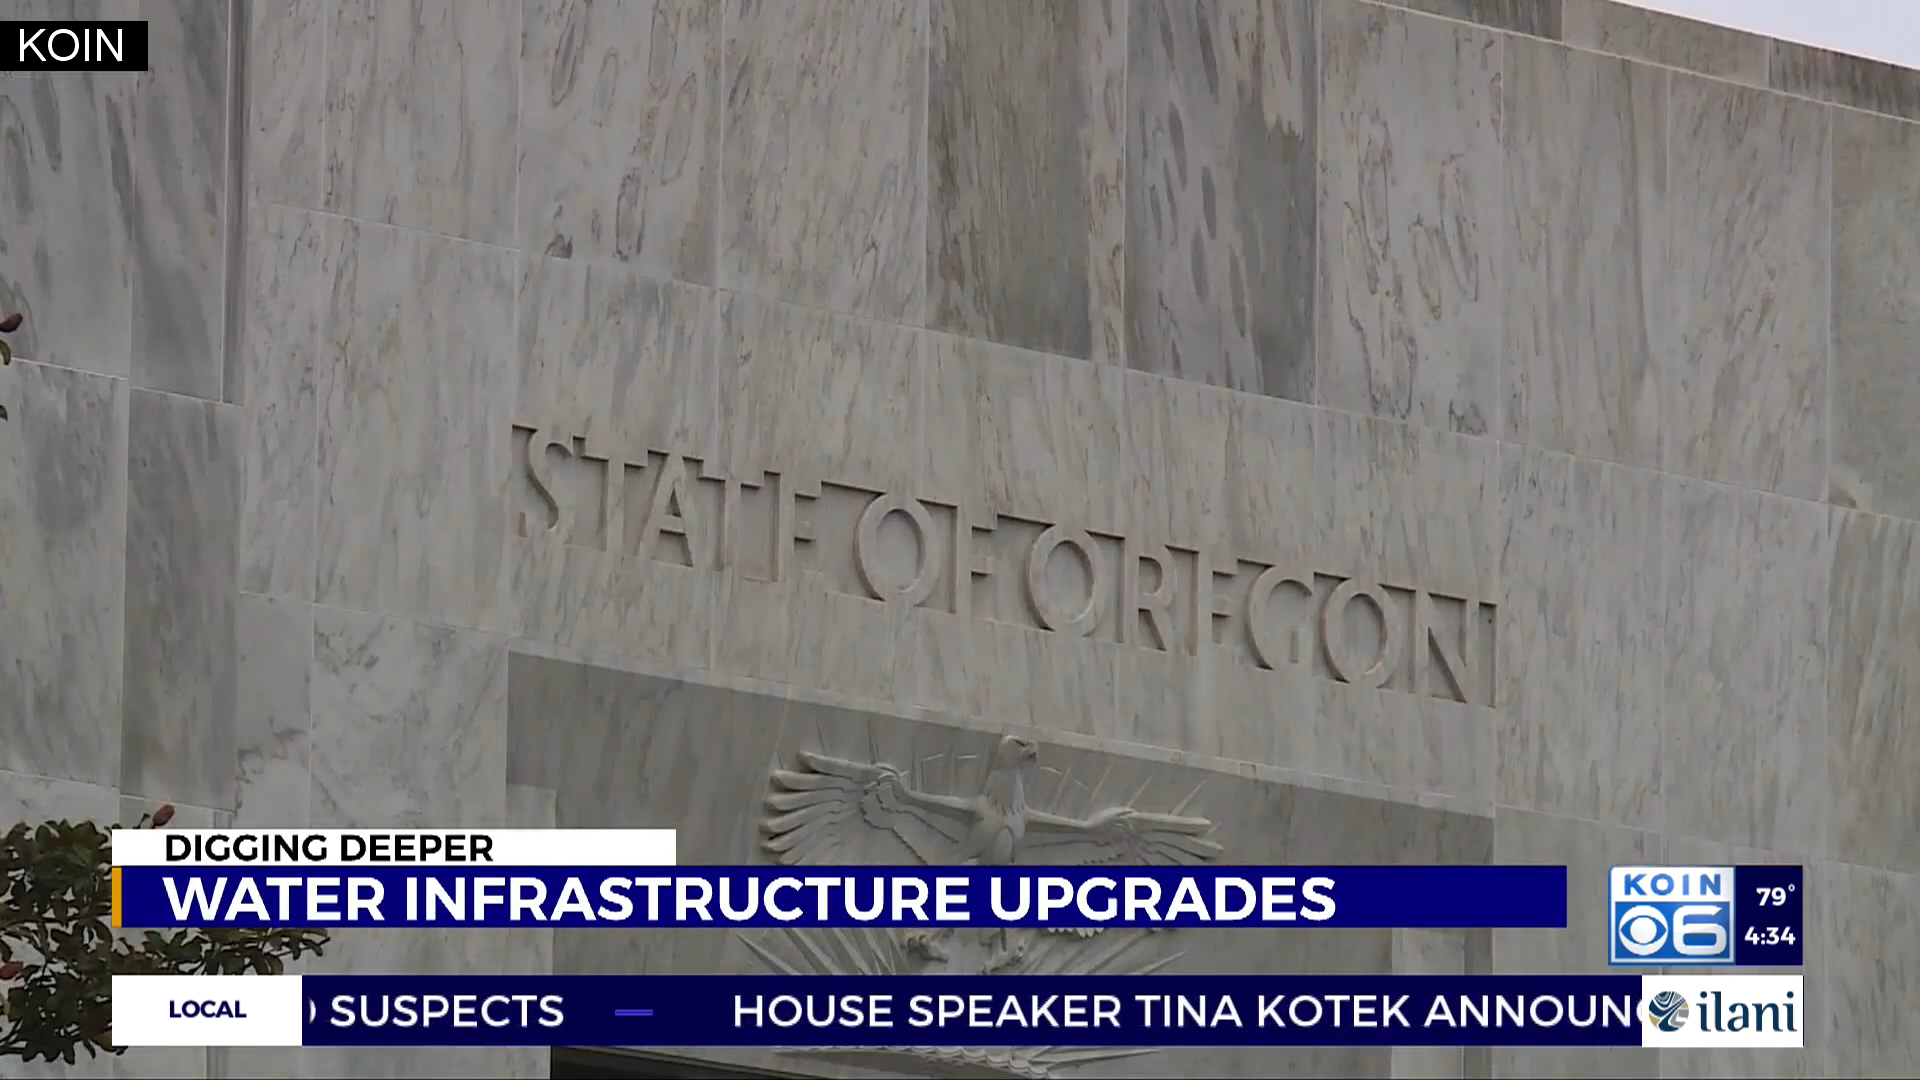 KOIN
STATE OF OREGON
DIGGING DEEPER
WATER INFRASTRUCTURE UPGRADES
KOIN
6
79°
4:34
LOCAL
SUSPECTS — HOUSE SPEAKER TINA KOTEK ANNOUN
ilani